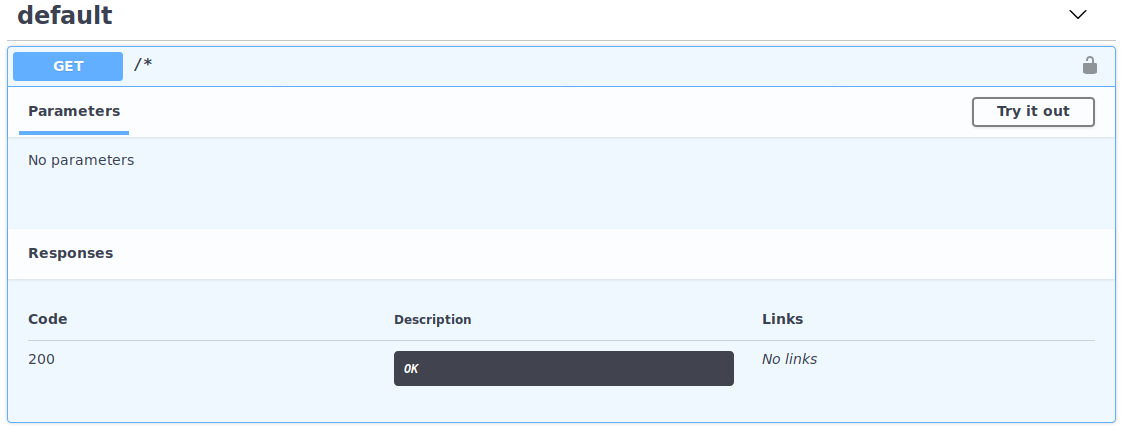 default
GET /*
Parameters Try it out
No parameters
Responses
Code Description Links
200 OK No links